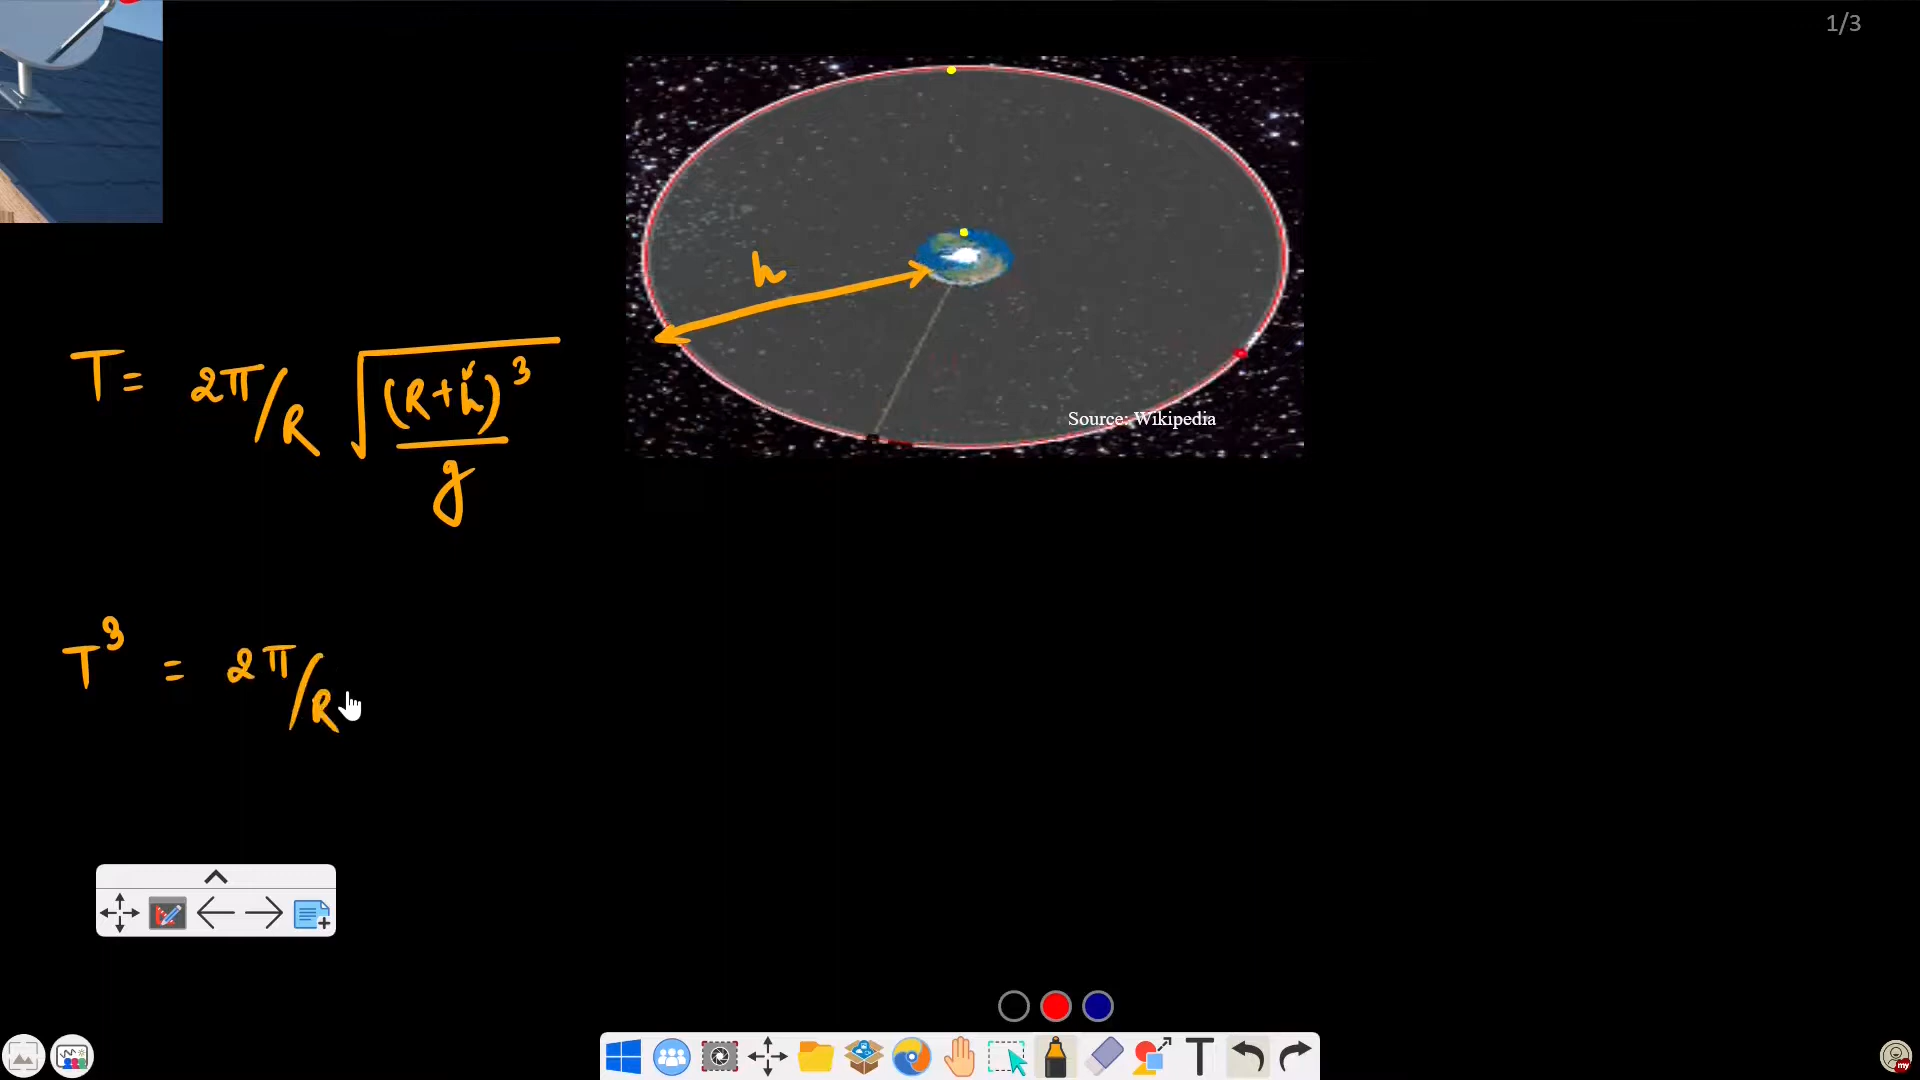 1/3
h
T = 2π/R √(R+h)³/g
Source: Wikipedia
T³ = 2π/R